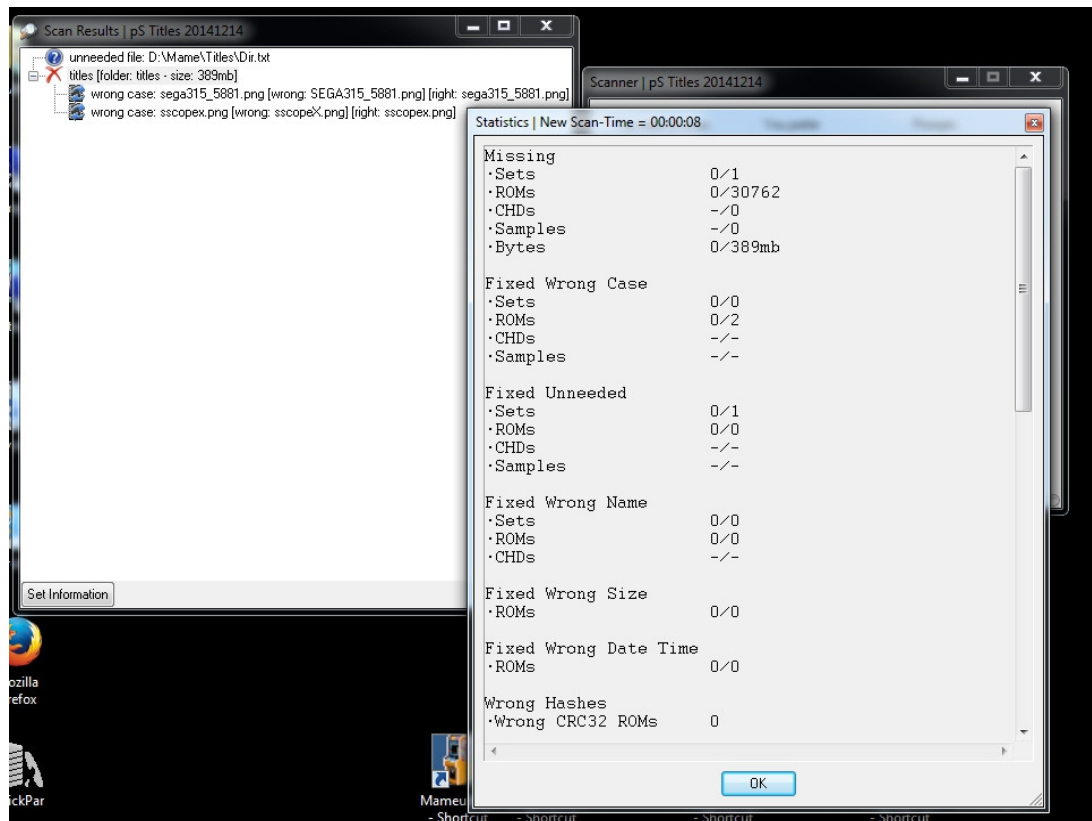 Scan Results | pS Titles 20141214
unneeded file: D:\Mame\Titles\Dir.txt
titles [folder: titles - size: 389mb]
wrong case: sega315_5881.png [wrong: SEGA315_5881.png] [right: sega315_5881.png]
wrong case: sscopex.png [wrong: sscopeX.png] [right: sscopex.png]
Set Information
Scanner | pS Titles 20141214
Statistics | New Scan-Time = 00:00:08
Missing
·Sets 0/1
·ROMs 0/30762
·CHDs -/0
·Samples -/0
·Bytes 0/389mb
Fixed Wrong Case
·Sets 0/0
·ROMs 0/2
·CHDs -/-
·Samples -/-
Fixed Unneeded
·Sets 0/1
·ROMs 0/0
·CHDs -/-
·Samples -/-
Fixed Wrong Name
·Sets 0/0
·ROMs 0/0
·CHDs -/-
Fixed Wrong Size
·ROMs 0/0
Fixed Wrong Date Time
·ROMs 0/0
Wrong Hashes
·Wrong CRC32 ROMs 0
OK
ozilla
refox
ickPar
Mameu
- Shortcut
- Shortcut
- Shortcut
- Shortcut